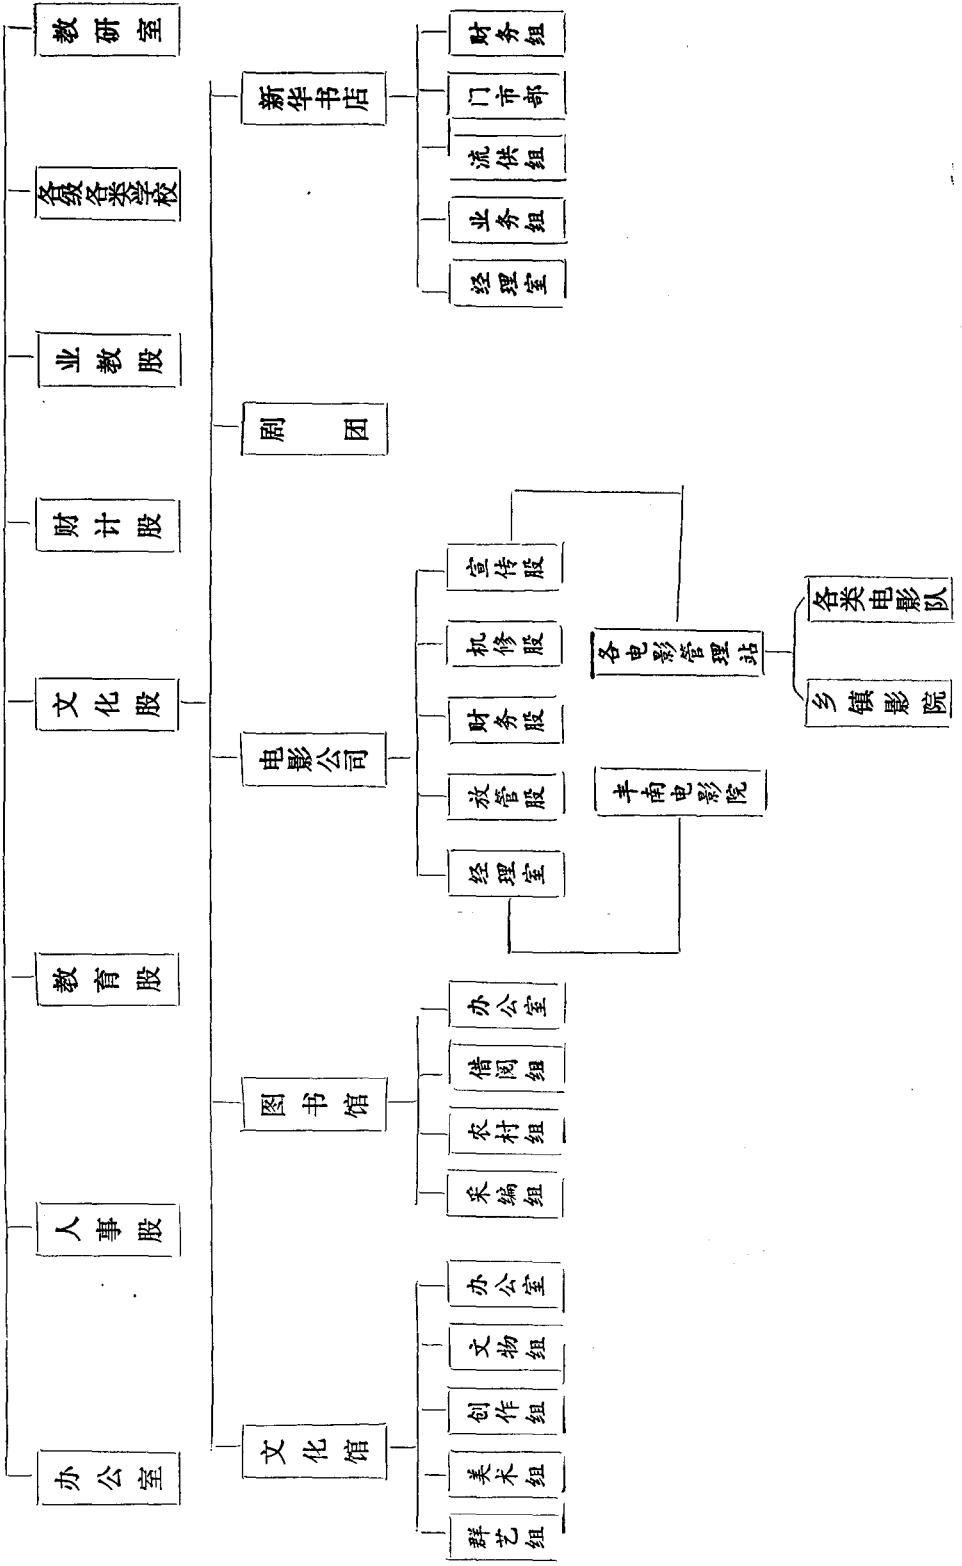 教研室
各级各类学校
业教股
财计股
文化股
教育股
人事股
办公室
新华书店
剧团
电影公司
图书馆
文化馆
财务组
门市部
流供组
业务组
经理室
宣传股
机修股
财务股
放管股
经理室
办公室
借阅组
农村组
采编组
办公室
文物组
创作组
美术组
群艺组
各电影管理站
丰南电影院
各类电影队
乡镇影院